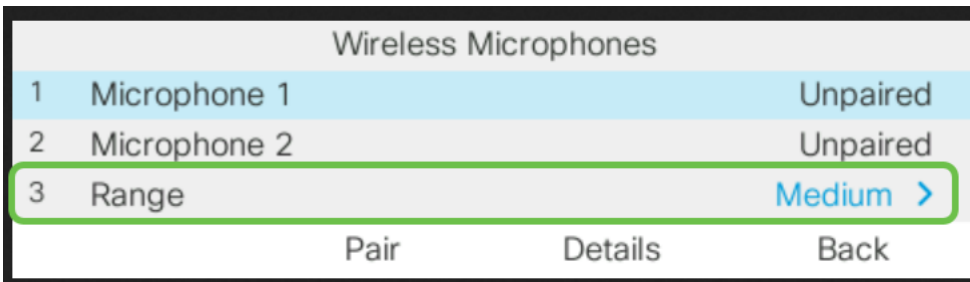 Wireless Microphones
1 Microphone 1 Unpaired
2 Microphone 2 Unpaired
3 Range Medium >
Pair Details Back